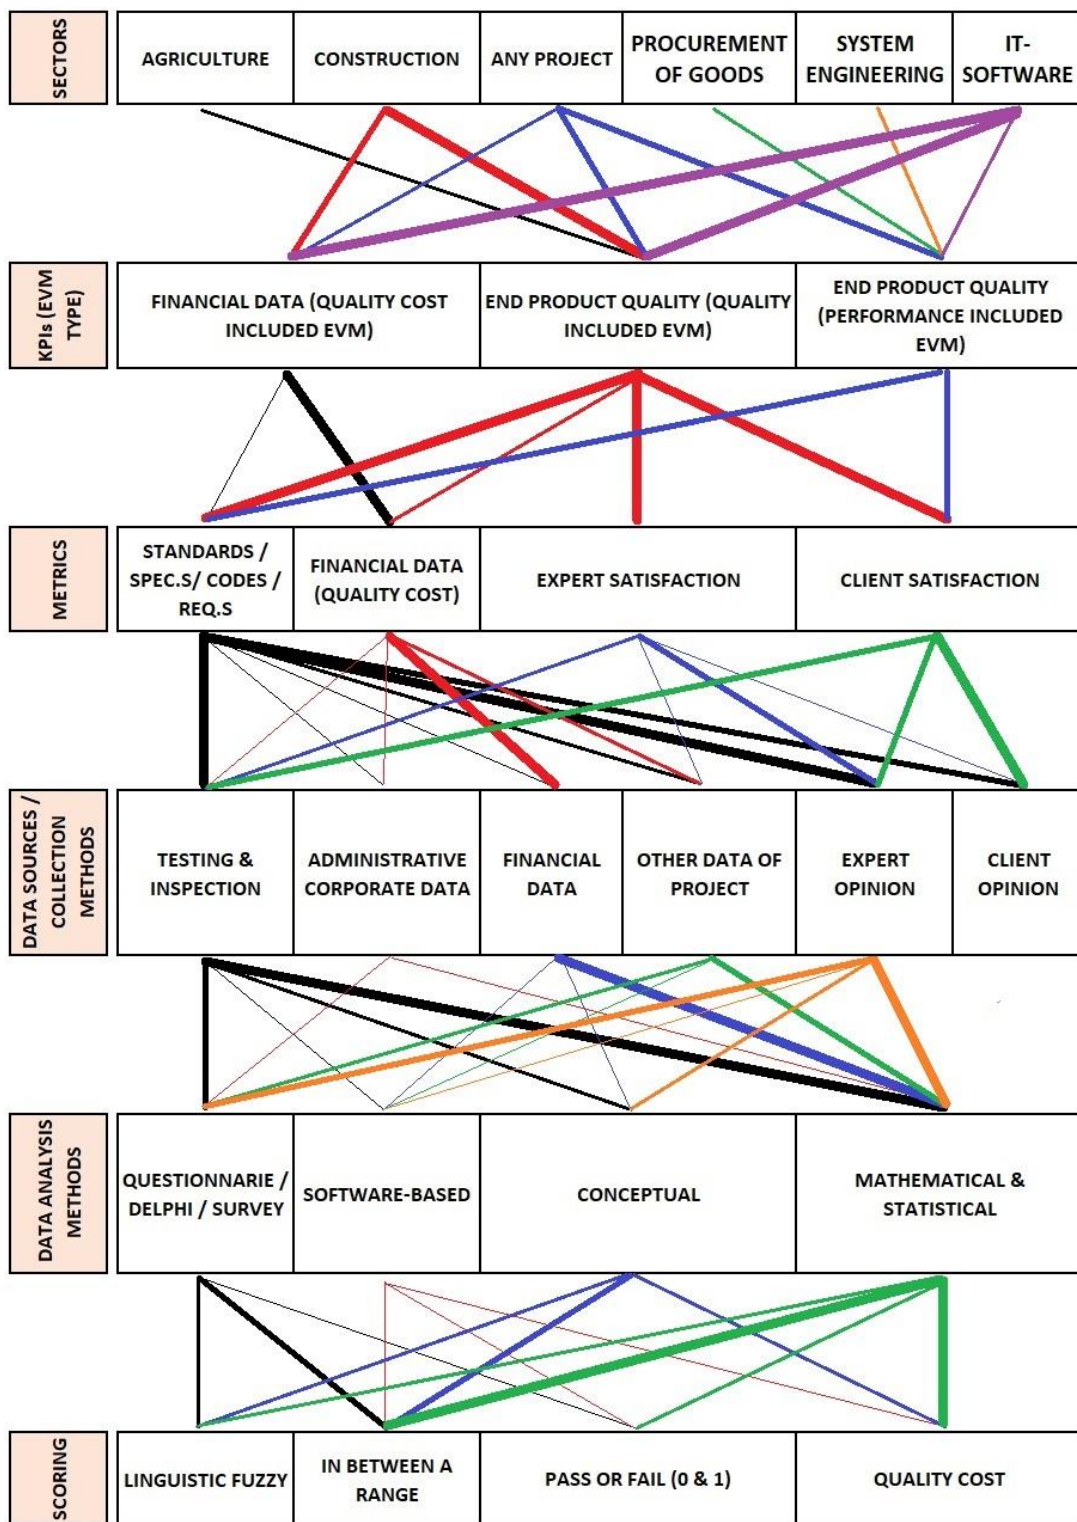 SECTORS
AGRICULTURE
CONSTRUCTION
ANY PROJECT
PROCUREMENT
OF GOODS
SYSTEM
ENGINEERING
IT-
SOFTWARE
KPIs (EVM
TYPE)
FINANCIAL DATA (QUALITY COST
INCLUDED EVM)
END PRODUCT QUALITY (QUALITY
INCLUDED EVM)
END PRODUCT QUALITY
(PERFORMANCE INCLUDED
EVM)
METRICS
STANDARDS /
SPEC.S/ CODES /
REQ.S
FINANCIAL DATA
(QUALITY COST)
EXPERT SATISFACTION
CLIENT SATISFACTION
DATA SOURCES /
COLLECTION
METHODS
TESTING &
INSPECTION
ADMINISTRATIVE
CORPORATE DATA
FINANCIAL
DATA
OTHER DATA OF
PROJECT
EXPERT
OPINION
CLIENT
OPINION
DATA ANALYSIS
METHODS
QUESTIONNARIE /
DELPHI / SURVEY
SOFTWARE-BASED
CONCEPTUAL
MATHEMATICAL &
STATISTICAL
SCORING
LINGUISTIC FUZZY
IN BETWEEN A
RANGE
PASS OR FAIL (0 & 1)
QUALITY COST